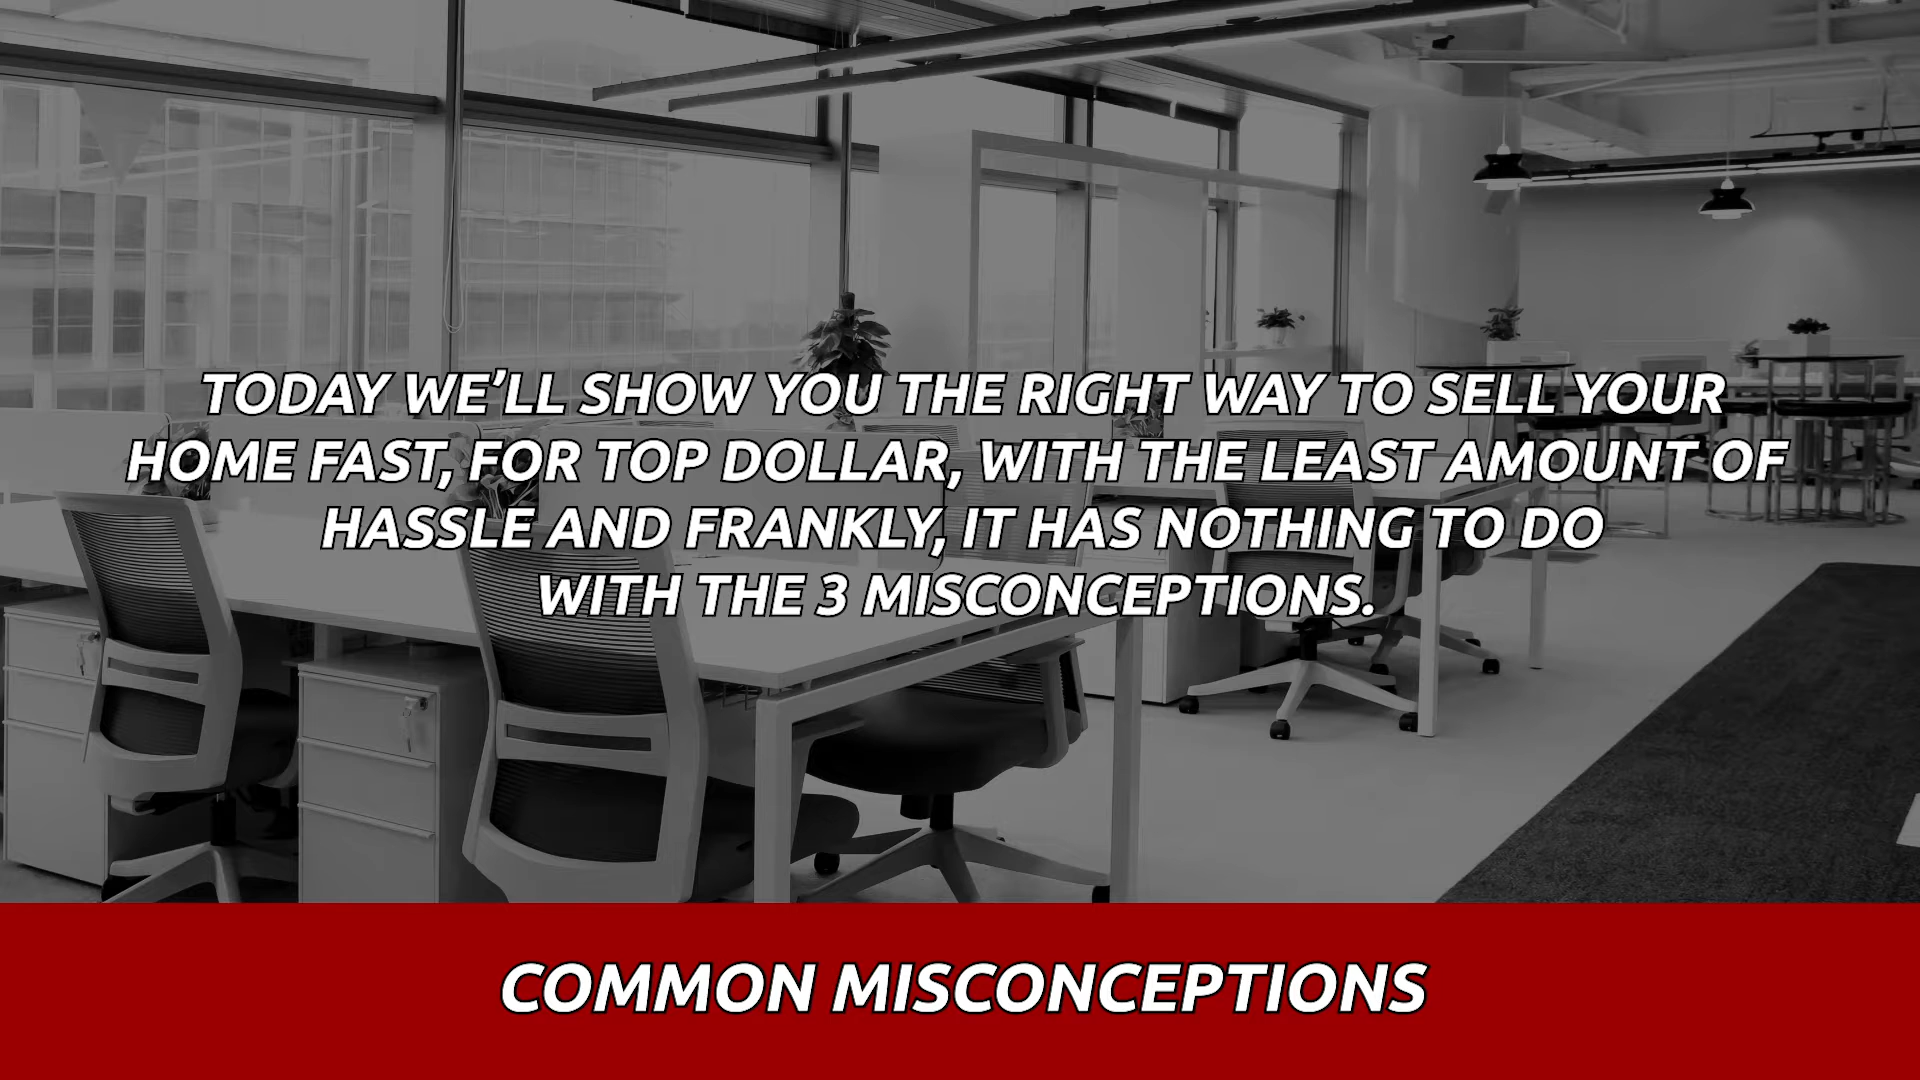 TODAY WE’LL SHOW YOU THE RIGHT WAY TO SELL YOUR
HOME FAST, FOR TOP DOLLAR, WITH THE LEAST AMOUNT OF
HASSLE AND FRANKLY, IT HAS NOTHING TO DO
WITH THE 3 MISCONCEPTIONS.
COMMON MISCONCEPTIONS